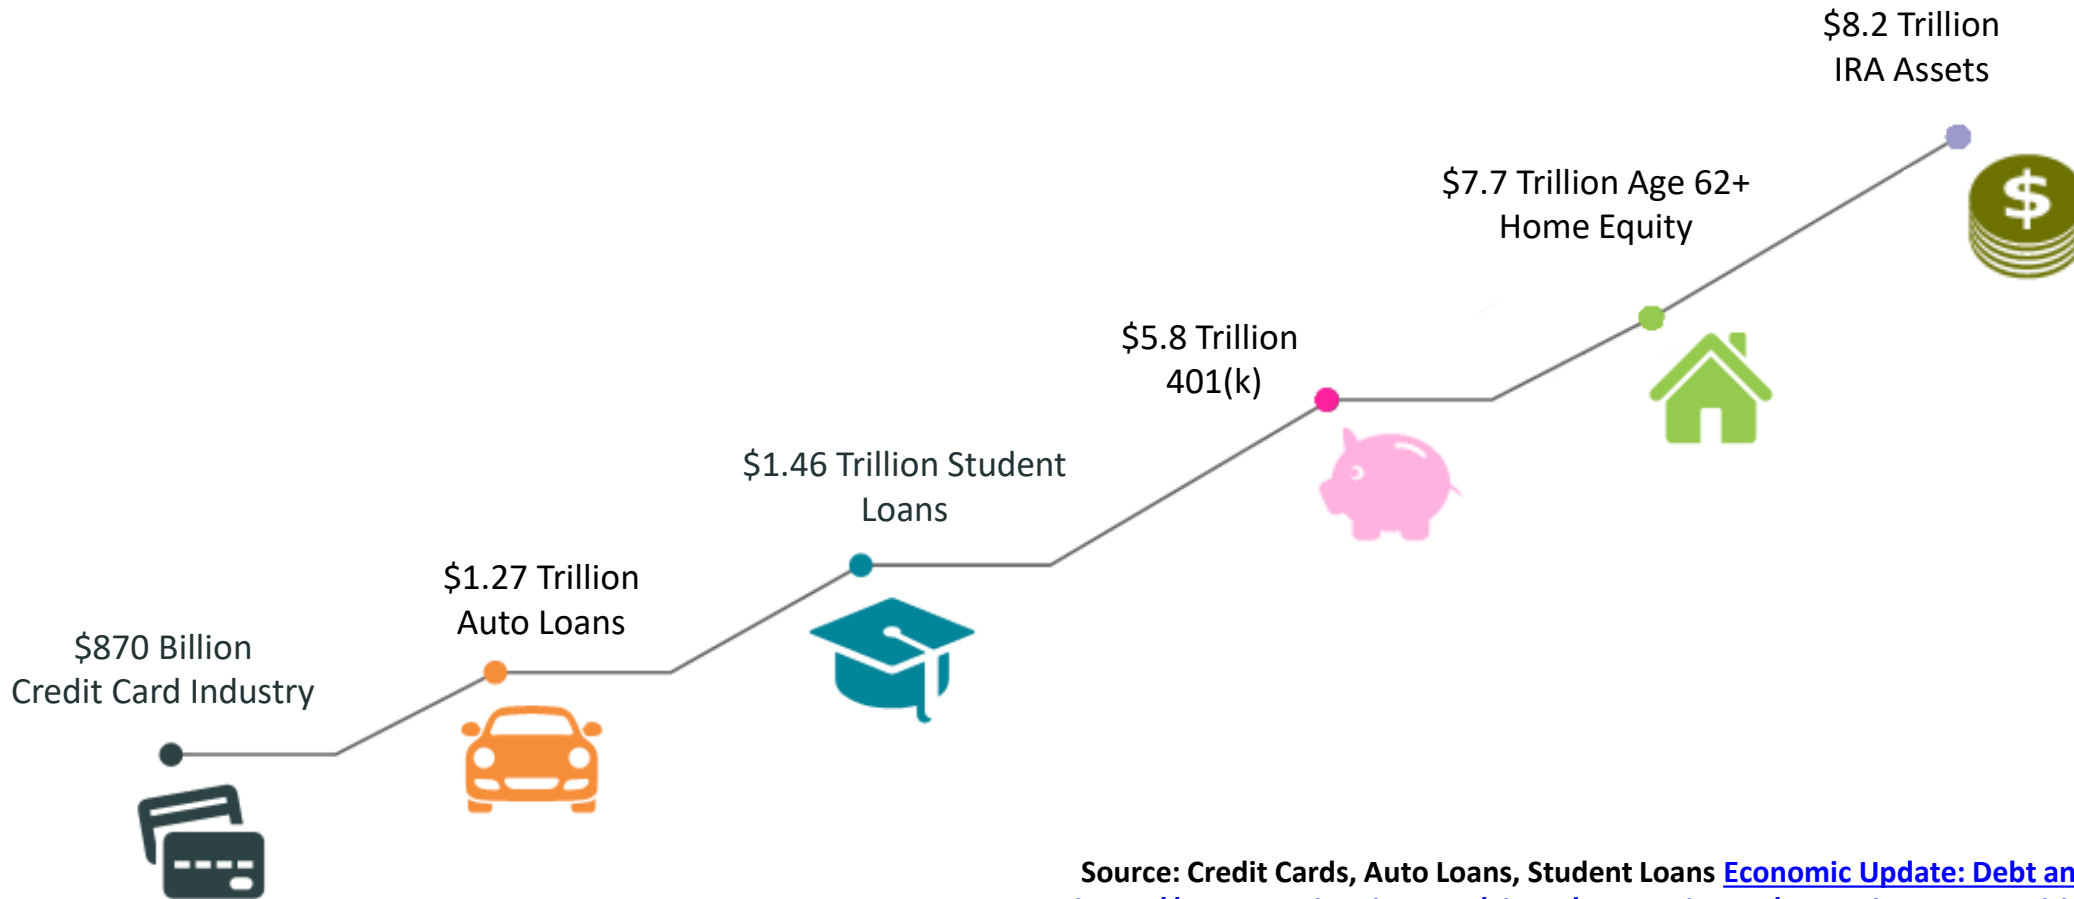 $8.2 Trillion
IRA Assets
$7.7 Trillion Age 62+
Home Equity
$5.8 Trillion
401(k)
$1.46 Trillion Student
Loans
$1.27 Trillion
Auto Loans
$870 Billion
Credit Card Industry
$
Source: Credit Cards, Auto Loans, Student Loans Economic Update: Debt an